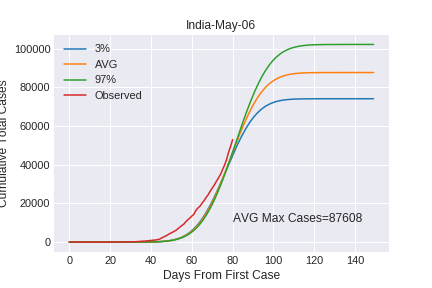 India-May-06
100000
80000
60000
40000
20000
0
3%
AVG
97%
Observed
AVG Max Cases=87608
0 20 40 60 80 100 120 140
Days From First Case
Cumulative Total Cases